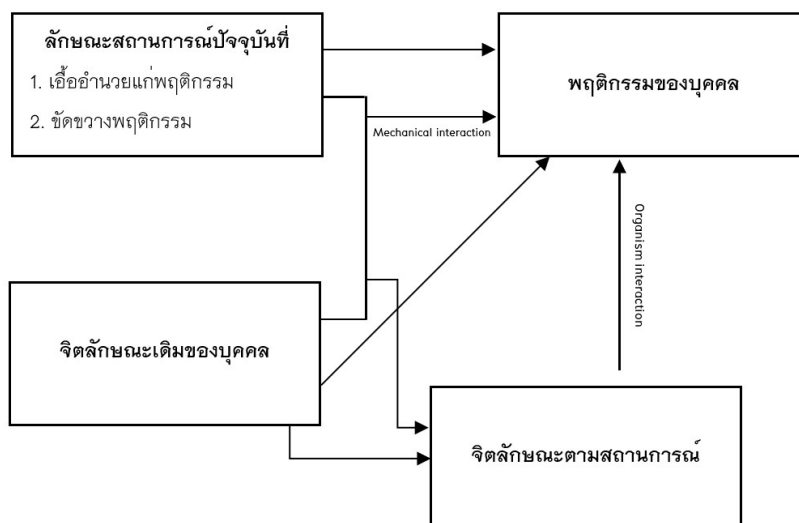 ลักษณะสถานการณ์ปัจจุบันที่
1. เอื้ออำนวยแก่พฤติกรรม
2. ขัดขวางพฤติกรรม
พฤติกรรมของบุคคล
Mechanical interaction
Organism interaction
จิตลักษณะเดิมของบุคคล
จิตลักษณะตามสถานการณ์